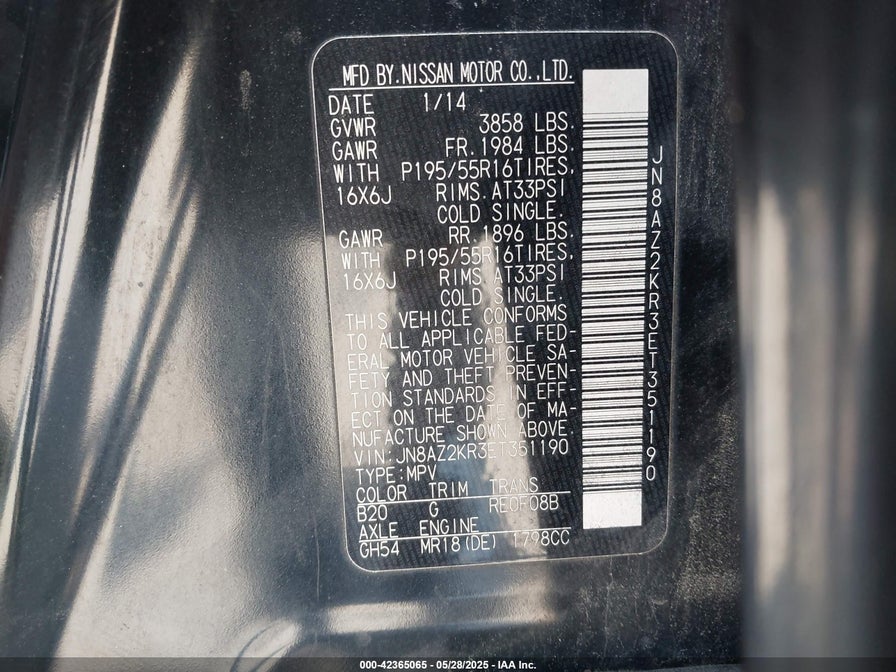 MFD BY.NISSAN MOTOR CO.,LTD.
DATE 1/14
GVWR 3858 LBS.
GAWR FR.1984 LBS.
WITH P195/55R16TIRES,
16X6J RIMS AT33PSI
COLD SINGLE.
GAWR RR.1896 LBS.
WITH P195/55R16TIRES,
16X6J RIMS AT33PSI
COLD SINGLE.
THIS VEHICLE CONFORMS
TO ALL APPLICABLE FED-
ERAL MOTOR VEHICLE SA-
FETY AND THEFT PREVEN-
TION STANDARDS IN EFF-
ECT ON THE DATE OF MA-
NUFACTURE SHOWN ABOVE.
VIN:JN8AZ2KR3ET351190
TYPE:MPV
COLOR TRIM TRANS
B20 G RE0F08B
AXLE ENGINE
GH54 MR18(DE) 1798CC
JN8AZ2KR3ET351190
000-42365065 - 05/28/2025 - IAA Inc.